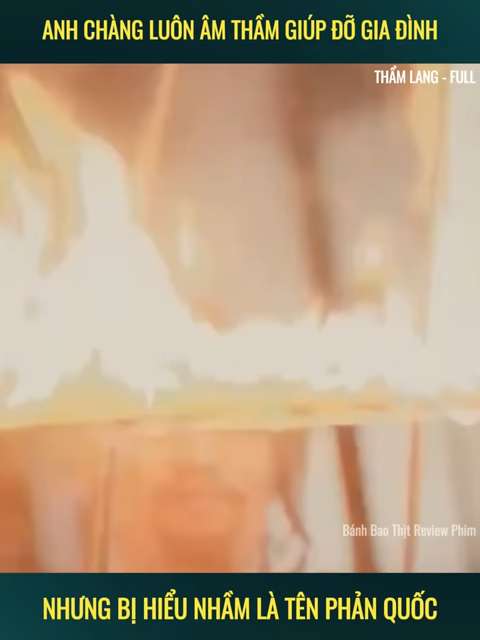 ANH CHÀNG LUÔN ÂM THẦM GIÚP ĐỠ GIA ĐÌNH
THẨM LANG - FULL
Bánh Bao Thịt Review Phim
NHƯNG BỊ HIỂU NHẦM LÀ TÊN PHẢN QUỐC